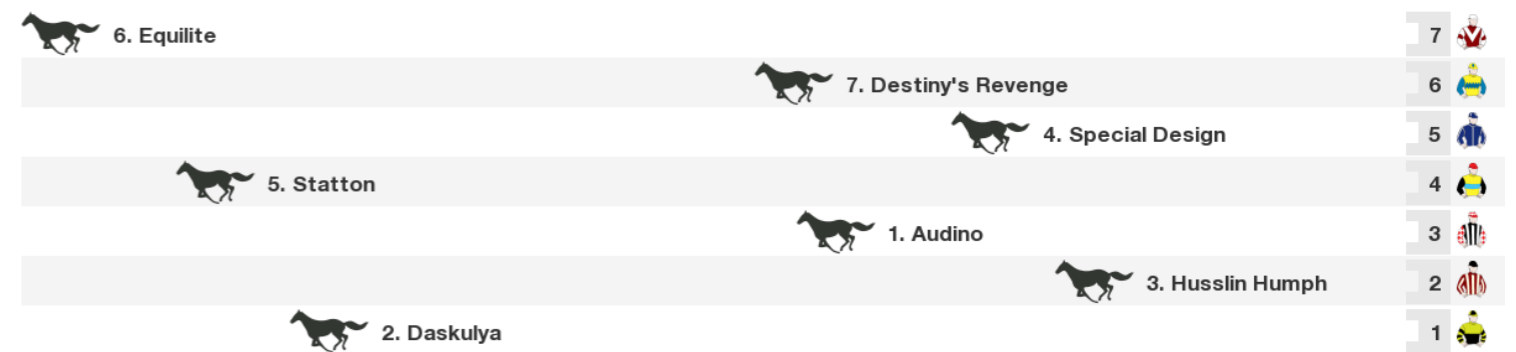 6. Equilite 7
7. Destiny's Revenge 6
4. Special Design 5
5. Statton 4
1. Audino 3
3. Husslin Humph 2
2. Daskulya 1